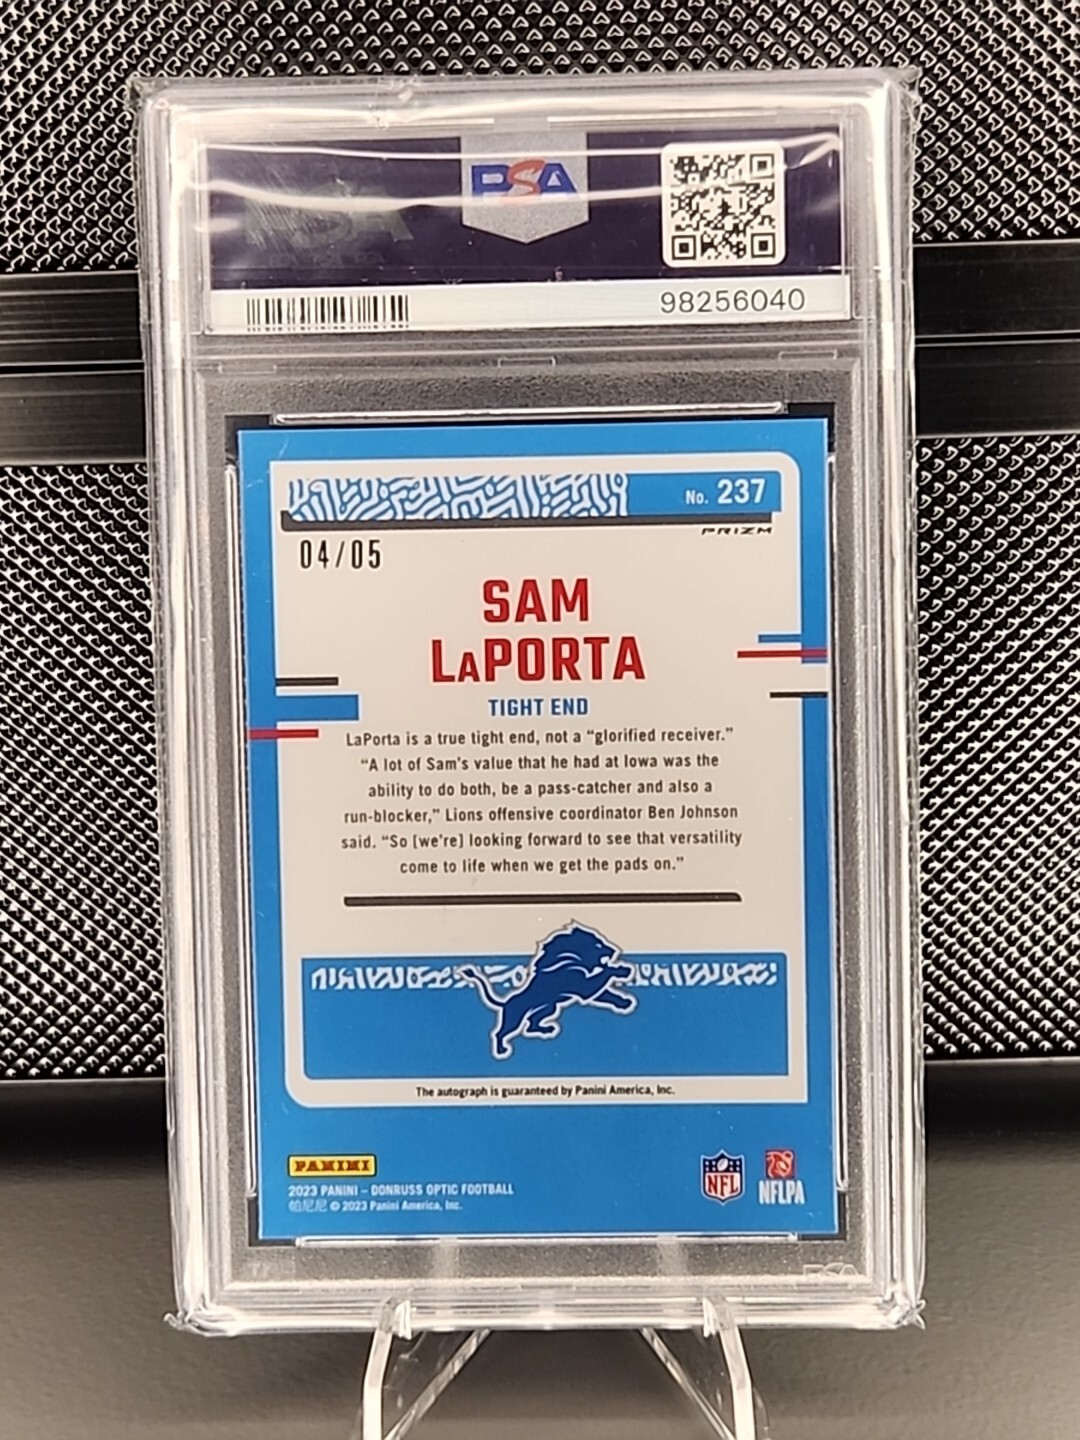 PSA
98256040
No. 237
PRIZM
04/05
SAM
LaPORTA
TIGHT END
LaPorta is a true tight end, not a “glorified receiver.”
“A lot of Sam's value that he had at Iowa was the
ability to do both, be a pass-catcher and also a
run-blocker,” Lions offensive coordinator Ben Johnson
said. “So [we're] looking forward to see that versatility
come to life when we get the pads on.”
The autograph is guaranteed by Panini America, Inc.
PANINI
2023 PANINI – DONRUSS OPTIC FOOTBALL
帕尼尼 © 2023 Panini America, Inc.
NFL
NFLPA
PSA